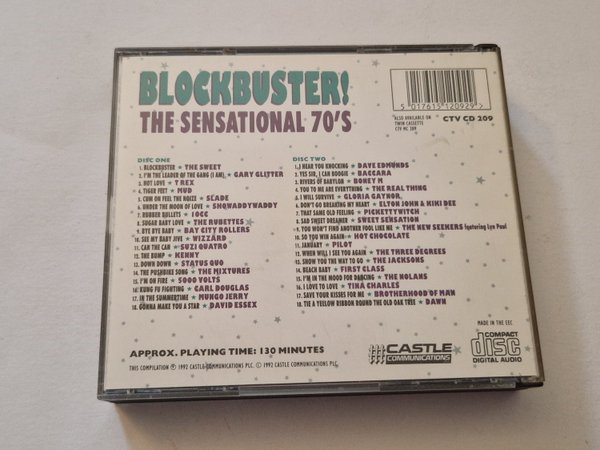 BLOCKBUSTER!
THE SENSATIONAL 70'S
5 017615 120929 >
ALSO AVAILABLE ON
TWIN CASSETTE
CTV MC 209
CTV CD 209
DISC ONE
1. BLOCKBUSTER ★ THE SWEET
2. I'M THE LEADER OF THE GANG (I AM) ★ GARY GLITTER
3. HOT LOVE ★ T REX
4. TIGER FEET ★ MUD
5. CUM ON FEEL THE NOIZE ★ SLADE
6. UNDER THE MOON OF LOVE ★ SHOWADDYWADDY
7. RUBBER BULLETS ★ 10CC
8. SUGAR BABY LOVE ★ THE RUBETTES
9. BYE BYE BABY ★ BAY CITY ROLLERS
10. SEE MY BABY JIVE ★ WIZZARD
11. CAN THE CAN ★ SUZI QUATRO
12. THE BUMP ★ KENNY
13. DOWN DOWN ★ STATUS QUO
14. THE PUSHBIKE SONG ★ THE MIXTURES
15. I'M ON FIRE ★ 5000 VOLTS
16. KUNG FU FIGHTING ★ CARL DOUGLAS
17. IN THE SUMMERTIME ★ MUNGO JERRY
18. GONNA MAKE YOU A STAR ★ DAVID ESSEX
DISC TWO
1. I HEAR YOU KNOCKING ★ DAVE EDMUNDS
2. YES SIR, I CAN BOOGIE ★ BACCARA
3. RIVERS OF BABYLON ★ BONEY M
4. YOU TO ME ARE EVERYTHING ★ THE REAL THING
5. I WILL SURVIVE ★ GLORIA GAYNOR
6. DON'T GO BREAKING MY HEART ★ ELTON JOHN & KIKI DEE
7. THAT SAME OLD FEELING ★ PICKETTYWITCH
8. SAD SWEET DREAMER ★ SWEET SENSATION
9. YOU WON'T FIND ANOTHER FOOL LIKE ME ★ THE NEW SEEKERS featuring Lyn Paul
10. SO YOU WIN AGAIN ★ HOT CHOCOLATE
11. JANUARY ★ PILOT
12. WHEN WILL I SEE YOU AGAIN ★ THE THREE DEGREES
13. SHOW YOU THE WAY TO GO ★ THE JACKSONS
14. BEACH BABY ★ FIRST CLASS
15. I'M IN THE MOOD FOR DANCING ★ THE NOLANS
16. I LOVE TO LOVE ★ TINA CHARLES
17. SAVE YOUR KISSES FOR ME ★ BROTHERHOOD OF MAN
18. TIE A YELLOW RIBBON ROUND THE OLD OAK TREE ★ DAWN
MADE IN THE EEC
APPROX. PLAYING TIME: 130 MINUTES
THIS COMPILATION ℗ 1992 CASTLE COMMUNICATIONS PLC. © 1992 CASTLE COMMUNICATIONS PLC.
CASTLE
COMMUNICATIONS
COMPACT
disc
DIGITAL AUDIO